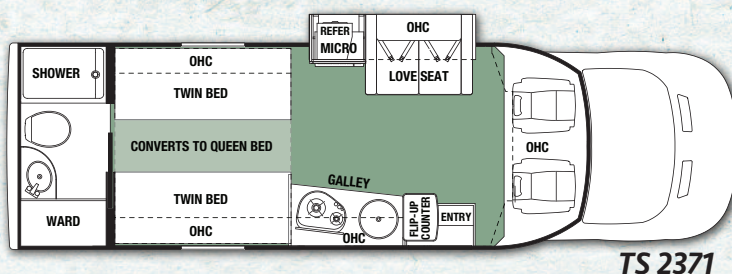 SHOWER
WARD
OHC
TWIN BED
CONVERTS TO QUEEN BED
TWIN BED
OHC
REFER
MICRO
OHC
LOVE SEAT
GALLEY
OHC
FLIP-UP
COUNTER
ENTRY
OHC
TS 2371